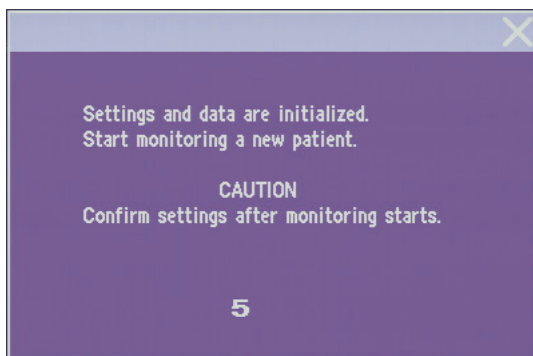 Settings and data are initialized.
Start monitoring a new patient.
CAUTION
Confirm settings after monitoring starts.
5